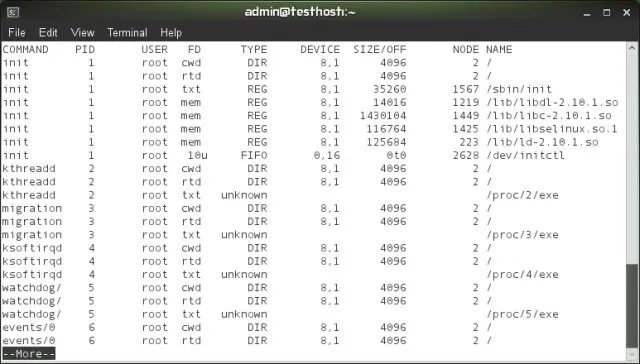 admin@testhost:~
File Edit View Terminal Help
COMMAND PID USER FD TYPE DEVICE SIZE/OFF NODE NAME
init 1 root cwd DIR 8,1 4096 2 /
init 1 root rtd DIR 8,1 4096 2 /
init 1 root txt REG 8,1 35260 1567 /sbin/init
init 1 root mem REG 8,1 14016 1219 /lib/libdl-2.10.1.so
init 1 root mem REG 8,1 1430104 1449 /lib/libc-2.10.1.so
init 1 root mem REG 8,1 116764 1425 /lib/libselinux.so.1
init 1 root mem REG 8,1 125684 223 /lib/ld-2.10.1.so
init 1 root 10u FIFO 0,16 0t0 2628 /dev/initctl
kthreadd 2 root cwd DIR 8,1 4096 2 /
kthreadd 2 root rtd DIR 8,1 4096 2 /
kthreadd 2 root txt unknown /proc/2/exe
migration 3 root cwd DIR 8,1 4096 2 /
migration 3 root rtd DIR 8,1 4096 2 /
migration 3 root txt unknown /proc/3/exe
ksoftirqd 4 root cwd DIR 8,1 4096 2 /
ksoftirqd 4 root rtd DIR 8,1 4096 2 /
ksoftirqd 4 root txt unknown /proc/4/exe
watchdog/ 5 root cwd DIR 8,1 4096 2 /
watchdog/ 5 root rtd DIR 8,1 4096 2 /
watchdog/ 5 root txt unknown /proc/5/exe
events/0 6 root cwd DIR 8,1 4096 2 /
events/0 6 root rtd DIR 8,1 4096 2 /
--More--